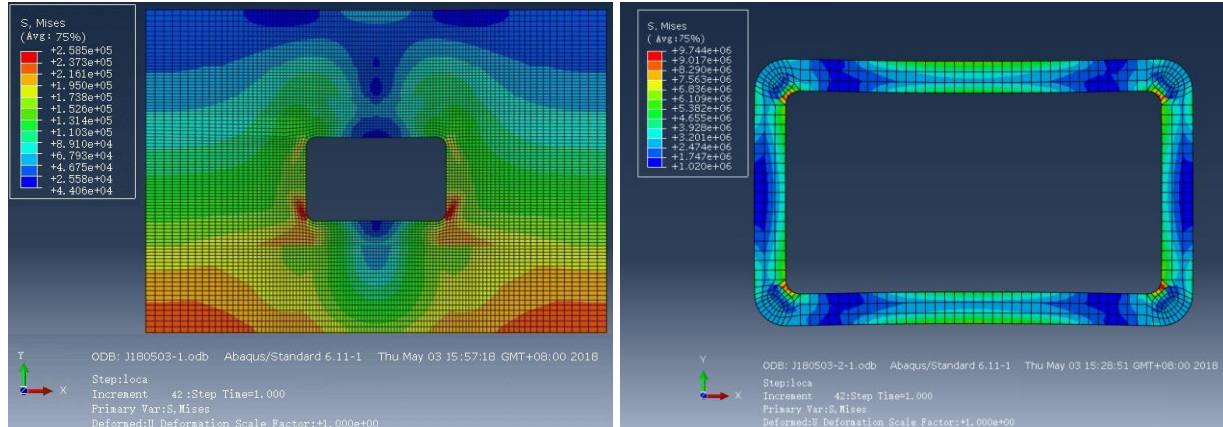 S, Mises
(Avg: 75%)
+2.585e+05
+2.373e+05
+2.161e+05
+1.950e+05
+1.738e+05
+1.526e+05
+1.314e+05
+1.103e+05
+8.910e+04
+6.793e+04
+4.675e+04
+2.558e+04
+4.406e+04
Y
X
ODB: J180503-1.odb Abaqus/Standard 6.11-1 Thu May 03 15:57:18 GMT+08:00 2018
Step:loca
Increment 42:Step Time=1.000
Primary Var:S,Mises
Deformed:U Deformation Scale Factor:+1.000e+00
S, Mises
( Avg: 75%)
+9.744e+06
+9.017e+06
+8.290e+06
+7.563e+06
+6.836e+06
+6.109e+06
+5.382e+06
+4.655e+06
+3.928e+06
+3.201e+06
+2.474e+06
+1.747e+06
+1.020e+06
Y
X
ODB: J180503-2-1.odb Abaqus/Standard 6.11-1 Thu May 03 15:28:51 GMT+08:00 2018
Step:loca
Increment 42:Step Time=1.000
Primary Var:S,Mises
Deformed:U Deformation Scale Factor:+1.000e+00